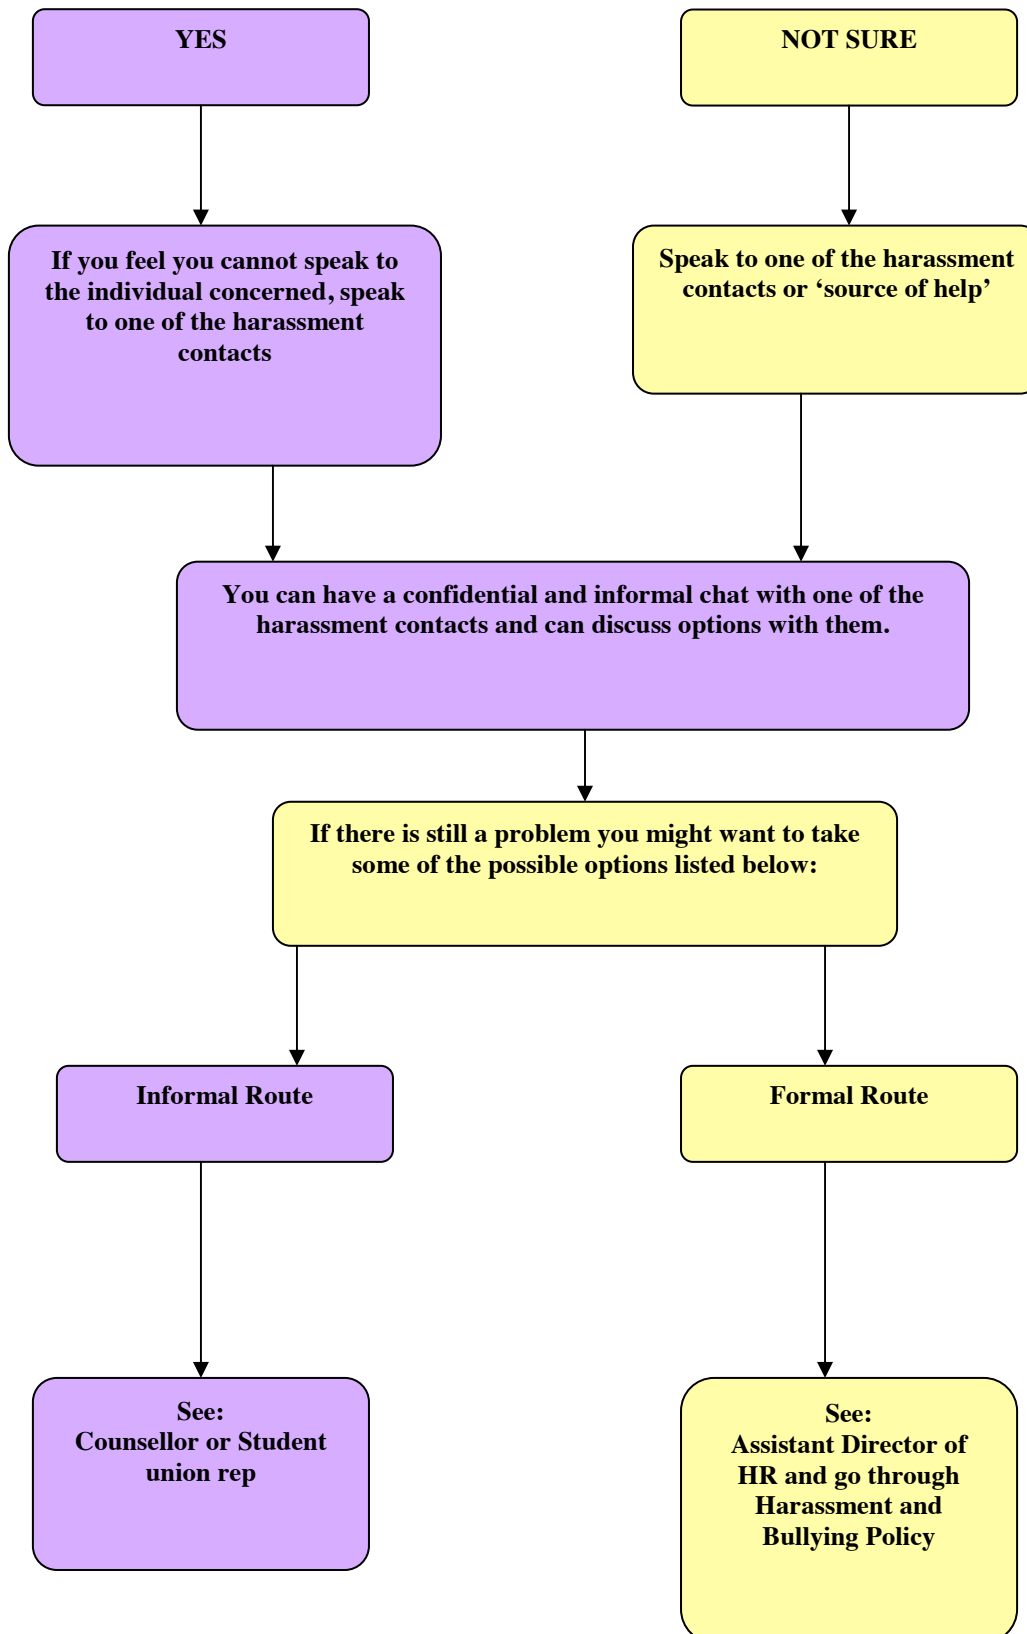 YES
NOT SURE
If you feel you cannot speak to
the individual concerned, speak
to one of the harassment
contacts
Speak to one of the harassment
contacts or ‘source of help’
You can have a confidential and informal chat with one of the
harassment contacts and can discuss options with them.
If there is still a problem you might want to take
some of the possible options listed below:
Informal Route
Formal Route
See:
Counsellor or Student
union rep
See:
Assistant Director of
HR and go through
Harassment and
Bullying Policy